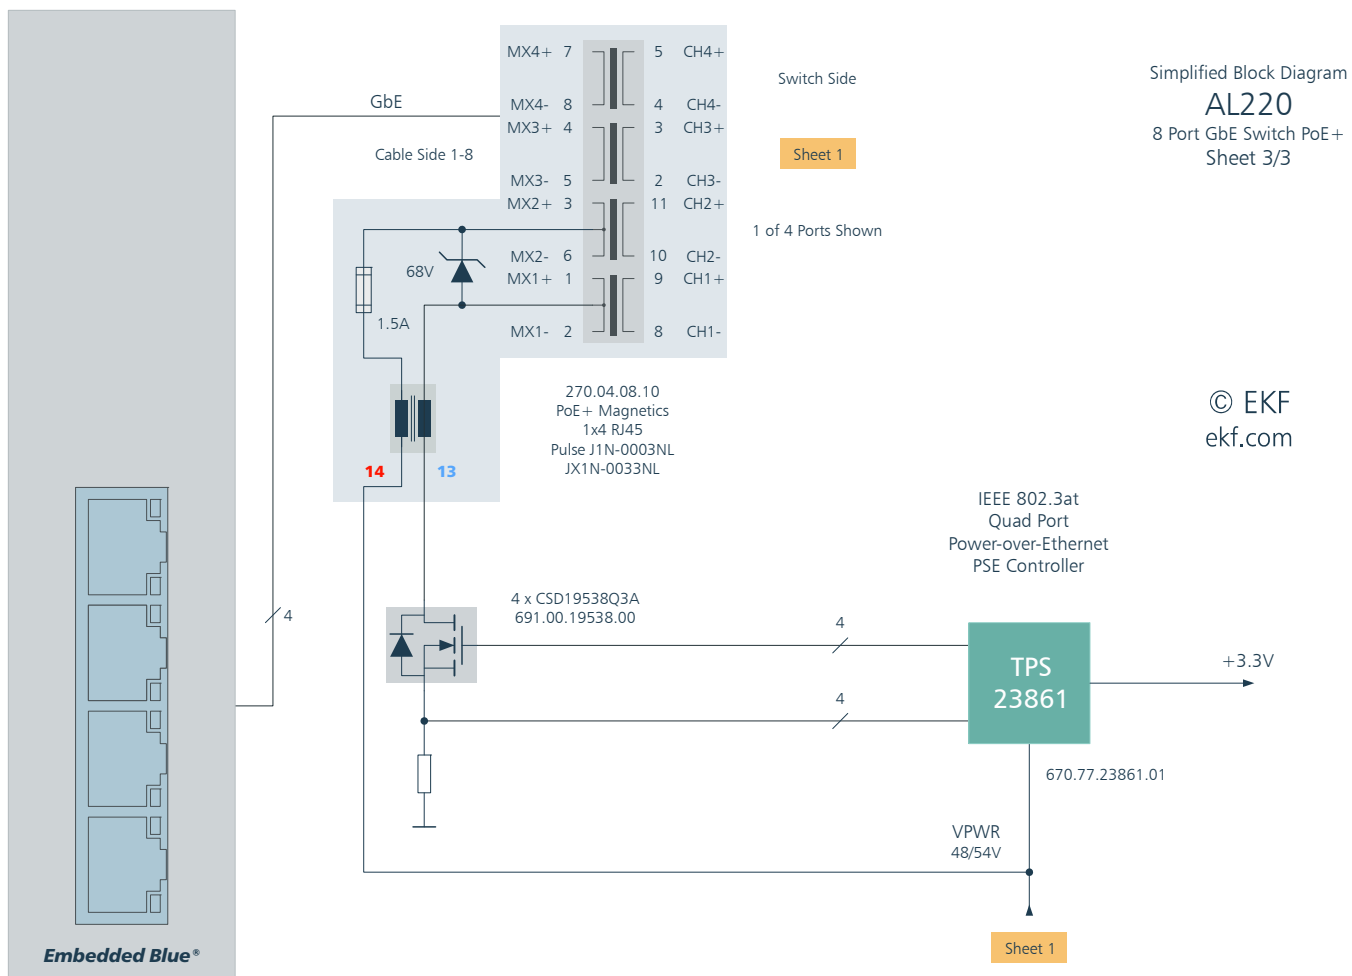 Simplified Block Diagram
AL220
8 Port GbE Switch PoE+
Sheet 3/3
MX4+ 7 5 CH4+
MX4- 8 4 CH4-
MX3+ 4 3 CH3+
MX3- 5 2 CH3-
MX2+ 3 11 CH2+
MX2- 6 10 CH2-
MX1+ 1 9 CH1+
MX1- 2 8 CH1-
Switch Side
Sheet 1
1 of 4 Ports Shown
GbE
Cable Side 1-8
68V
1.5A
14 13
270.04.08.10
PoE+ Magnetics
1x4 RJ45
Pulse J1N-0003NL
JX1N-0033NL
© EKF
ekf.com
IEEE 802.3at
Quad Port
Power-over-Ethernet
PSE Controller
4 x CSD19538Q3A
691.00.19538.00
4
4
4
TPS
23861
+3.3V
670.77.23861.01
VPWR
48/54V
Sheet 1
Embedded Blue®